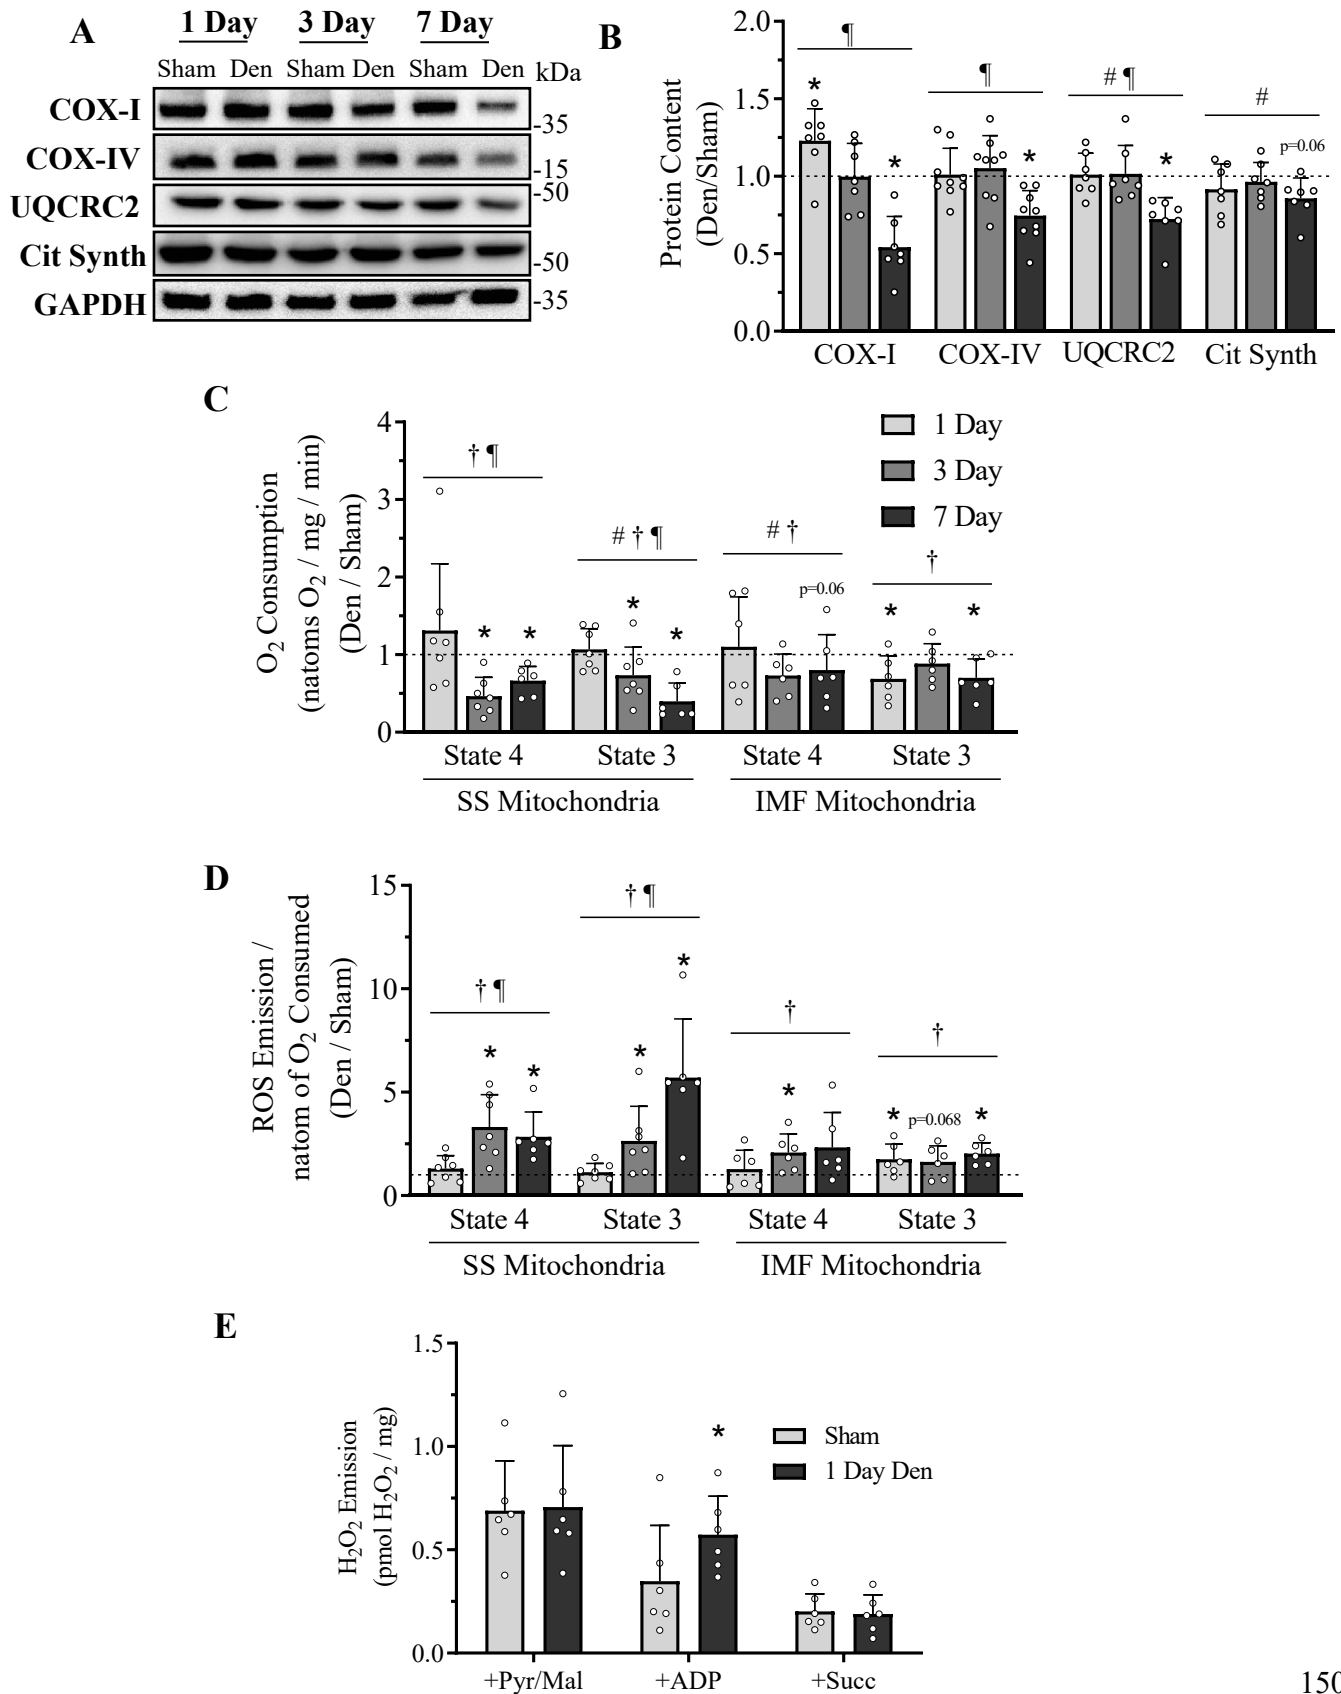 A
1 Day 3 Day 7 Day
Sham Den Sham Den Sham Den kDa
COX-I
-35
COX-IV
-15
-50
UQCRC2
Cit Synth
-50
GAPDH
-35
B
Protein Content
(Den/Sham)
2.0
1.5
1.0
0.5
0.0
¶
¶
# ¶
#
*
*
*
*
p=0.06
COX-I COX-IV UQCRC2 Cit Synth
C
O2 Consumption
(natoms O2 / mg / min)
(Den / Sham)
4
3
2
1
0
† ¶
# † ¶
# †
†
* *
* *
p=0.06
* *
1 Day
3 Day
7 Day
State 4 State 3 State 4 State 3
SS Mitochondria IMF Mitochondria
D
ROS Emission /
natom of O2 Consumed
(Den / Sham)
15
10
5
0
† ¶
† ¶
†
†
* *
* *
*
* p=0.068 *
State 4 State 3 State 4 State 3
SS Mitochondria IMF Mitochondria
E
H2O2 Emission
(pmol H2O2 / mg)
1.5
1.0
0.5
0.0
*
Sham
1 Day Den
+Pyr/Mal +ADP +Succ
150